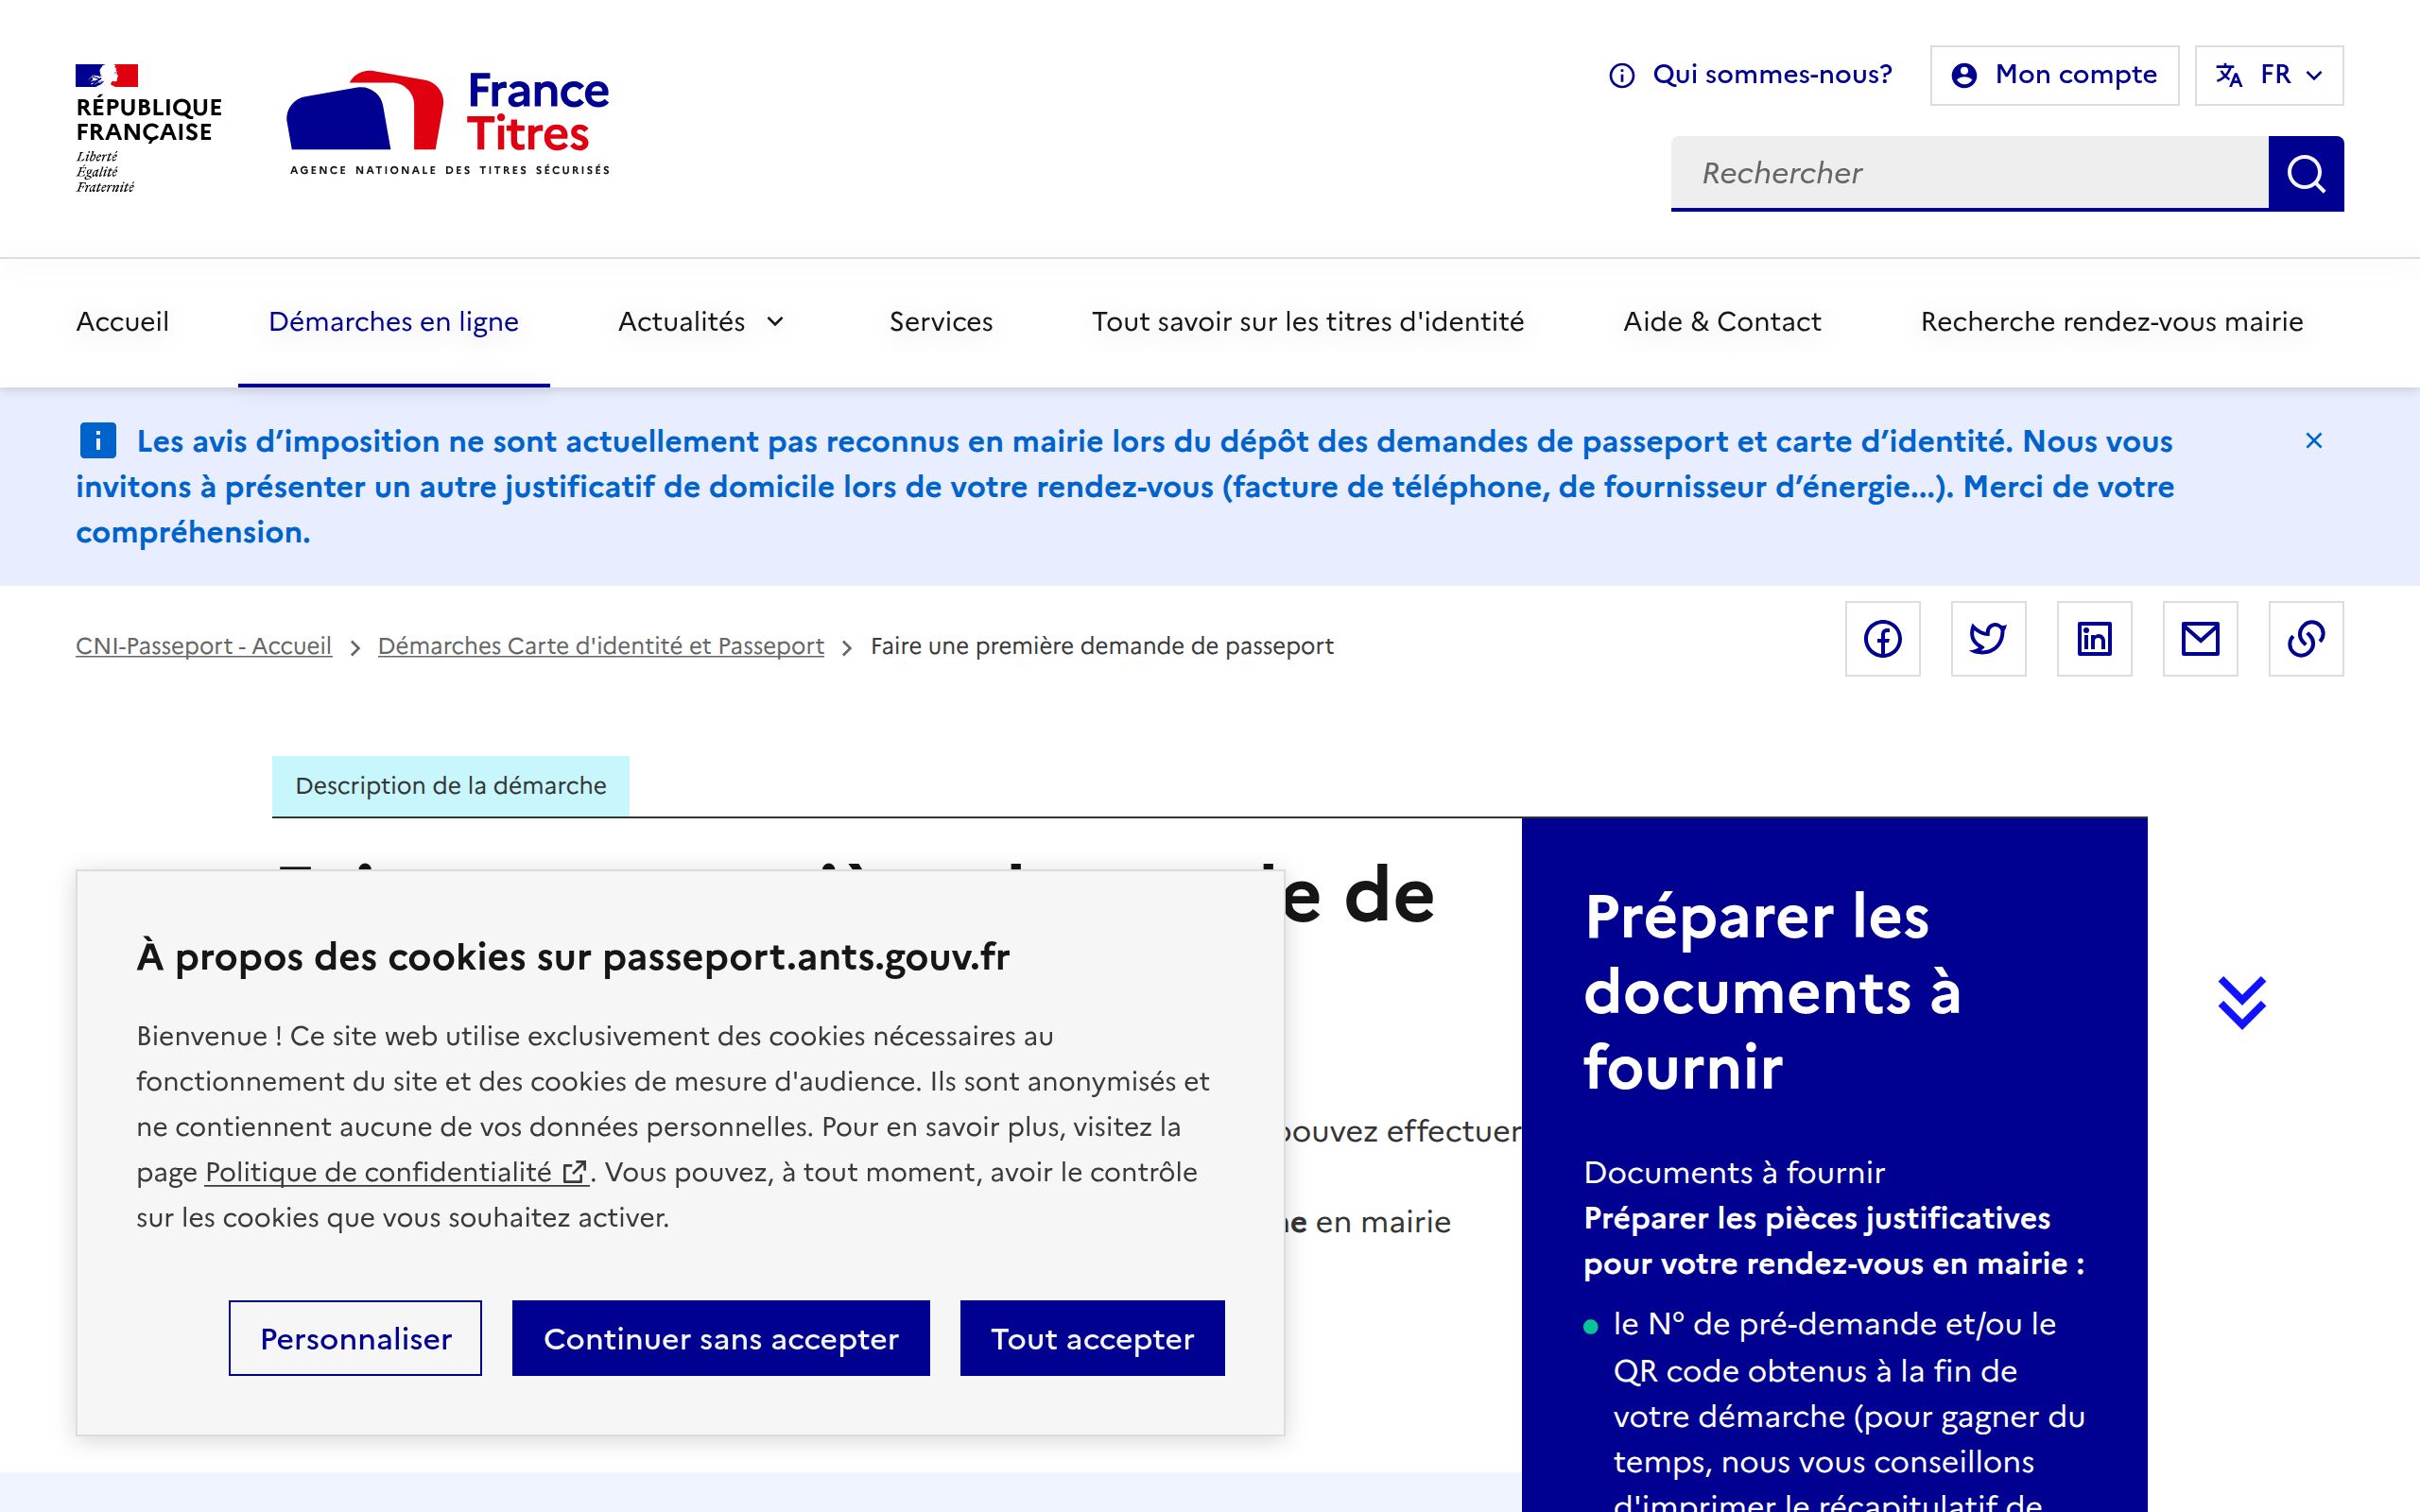 RÉPUBLIQUE
FRANÇAISE
Liberté
Égalité
Fraternité
France
Titres
AGENCE NATIONALE DES TITRES SÉCURISÉS
Qui sommes-nous?
Mon compte
FR
Rechercher
Accueil
Démarches en ligne
Actualités
Services
Tout savoir sur les titres d'identité
Aide & Contact
Recherche rendez-vous mairie
Les avis d’imposition ne sont actuellement pas reconnus en mairie lors du dépôt des demandes de passeport et carte d’identité. Nous vous
invitons à présenter un autre justificatif de domicile lors de votre rendez-vous (facture de téléphone, de fournisseur d’énergie...). Merci de votre
compréhension.
CNI-Passeport - Accueil
Démarches Carte d'identité et Passeport
Faire une première demande de passeport
Description de la démarche
de
pouvez effectuer
en mairie
À propos des cookies sur passeport.ants.gouv.fr
Bienvenue ! Ce site web utilise exclusivement des cookies nécessaires au
fonctionnement du site et des cookies de mesure d'audience. Ils sont anonymisés et
ne contiennent aucune de vos données personnelles. Pour en savoir plus, visitez la
page Politique de confidentialité. Vous pouvez, à tout moment, avoir le contrôle
sur les cookies que vous souhaitez activer.
Personnaliser
Continuer sans accepter
Tout accepter
Préparer les
documents à
fournir
Documents à fournir
Préparer les pièces justificatives
pour votre rendez-vous en mairie :
le N° de pré-demande et/ou le
QR code obtenus à la fin de
votre démarche (pour gagner du
temps, nous vous conseillons
d'imprimer le récapitulatif de